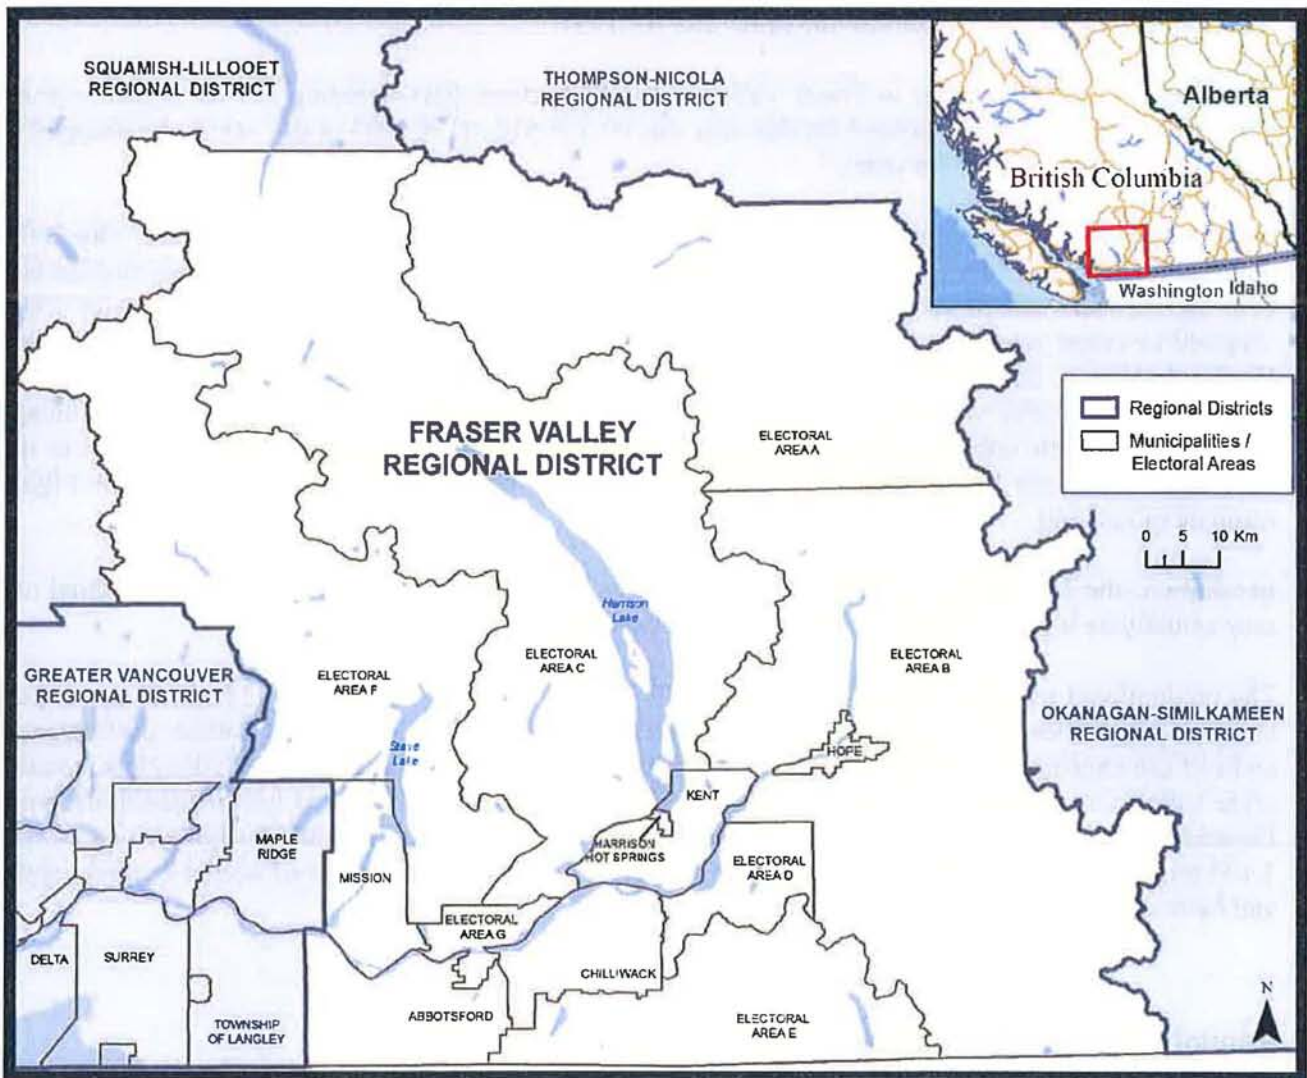 SQUAMISH-LILLOOET
REGIONAL DISTRICT
THOMPSON-NICOLA
REGIONAL DISTRICT
Alberta
British Columbia
Washington Idaho
Regional Districts
Municipalities /
Electoral Areas
0 5 10 Km
FRASER VALLEY
REGIONAL DISTRICT
ELECTORAL
AREA A
Harrison
Lake
GREATER VANCOUVER
REGIONAL DISTRICT
ELECTORAL
AREA F
ELECTORAL
AREA C
ELECTORAL
AREA B
OKANAGAN-SIMILKAMEEN
REGIONAL DISTRICT
Stave
Lake
HOPE
KENT
MAPLE
RIDGE
MISSION
HARRISON
HOT SPRINGS
ELECTORAL
AREA D
ELECTORAL
AREA G
DELTA
SURREY
CHILLIWACK
ABBOTSFORD
TOWNSHIP
OF LANGLEY
ELECTORAL
AREA E
N